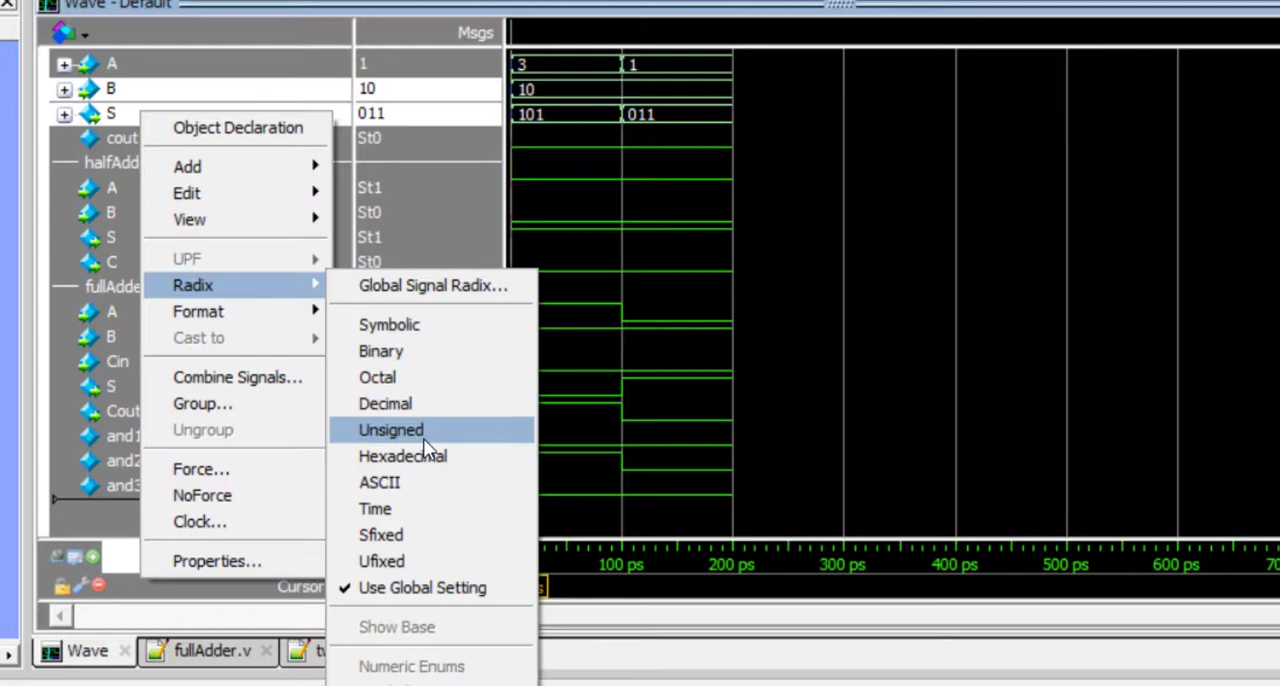 Wave - Default
Msgs
A 1 3 1
B 10 10
S 011 101 011
cout St0
halfAdd
A St1
B St0
S St1
C St0
fullAdde
A
B
Cin
S
Cout
and1
and2
and3
Object Declaration
Add
Edit
View
UPF
Radix
Format
Cast to
Combine Signals...
Group...
Ungroup
Force...
NoForce
Clock...
Properties...
Global Signal Radix...
Symbolic
Binary
Octal
Decimal
Unsigned
Hexadecimal
ASCII
Time
Sfixed
Ufixed
Use Global Setting
Show Base
Numeric Enums
100 ps 200 ps 300 ps 400 ps 500 ps 600 ps 70
Cursor
Wave fullAdder.v